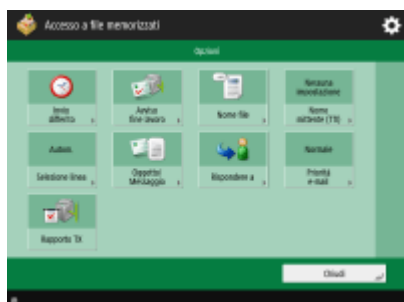 Accesso a file memorizzati
Opzioni
Invio
differito
Avviso
fine lavoro
Nome file
Nessuna
impostazione
Nome
mittente (TX)
Autom.
Selezione linea
Oggetto/
Messaggio
Rispondere a
Normale
Priorità
e-mail
Rapporto TX
Chiudi